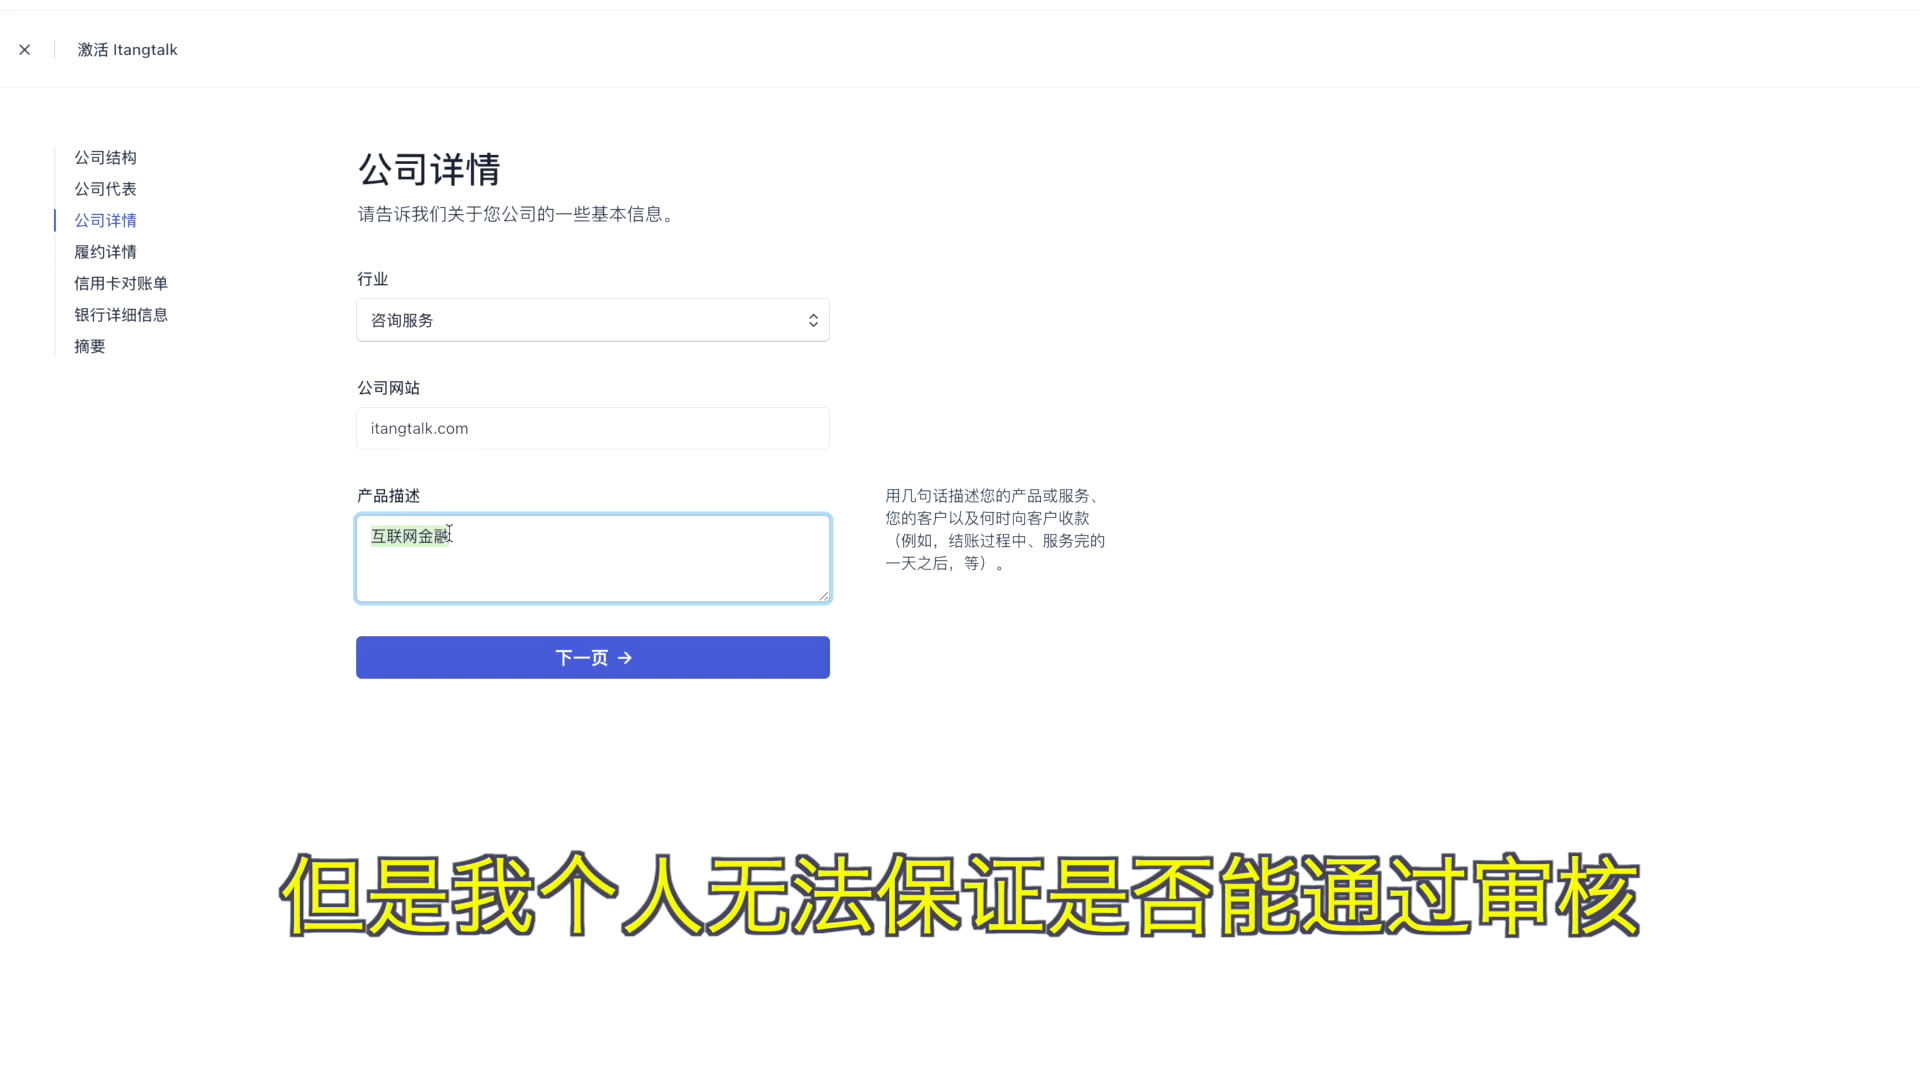 激活 Itangtalk
公司结构
公司代表
公司详情
履约详情
信用卡对账单
银行详细信息
摘要
公司详情
请告诉我们关于您公司的一些基本信息。
行业
咨询服务
公司网站
itangtalk.com
产品描述
互联网金融
用几句话描述您的产品或服务、
您的客户以及何时向客户收款
（例如，结账过程中、服务完的
一天之后，等）。
下一页 →
但是我个人无法保证是否能通过审核